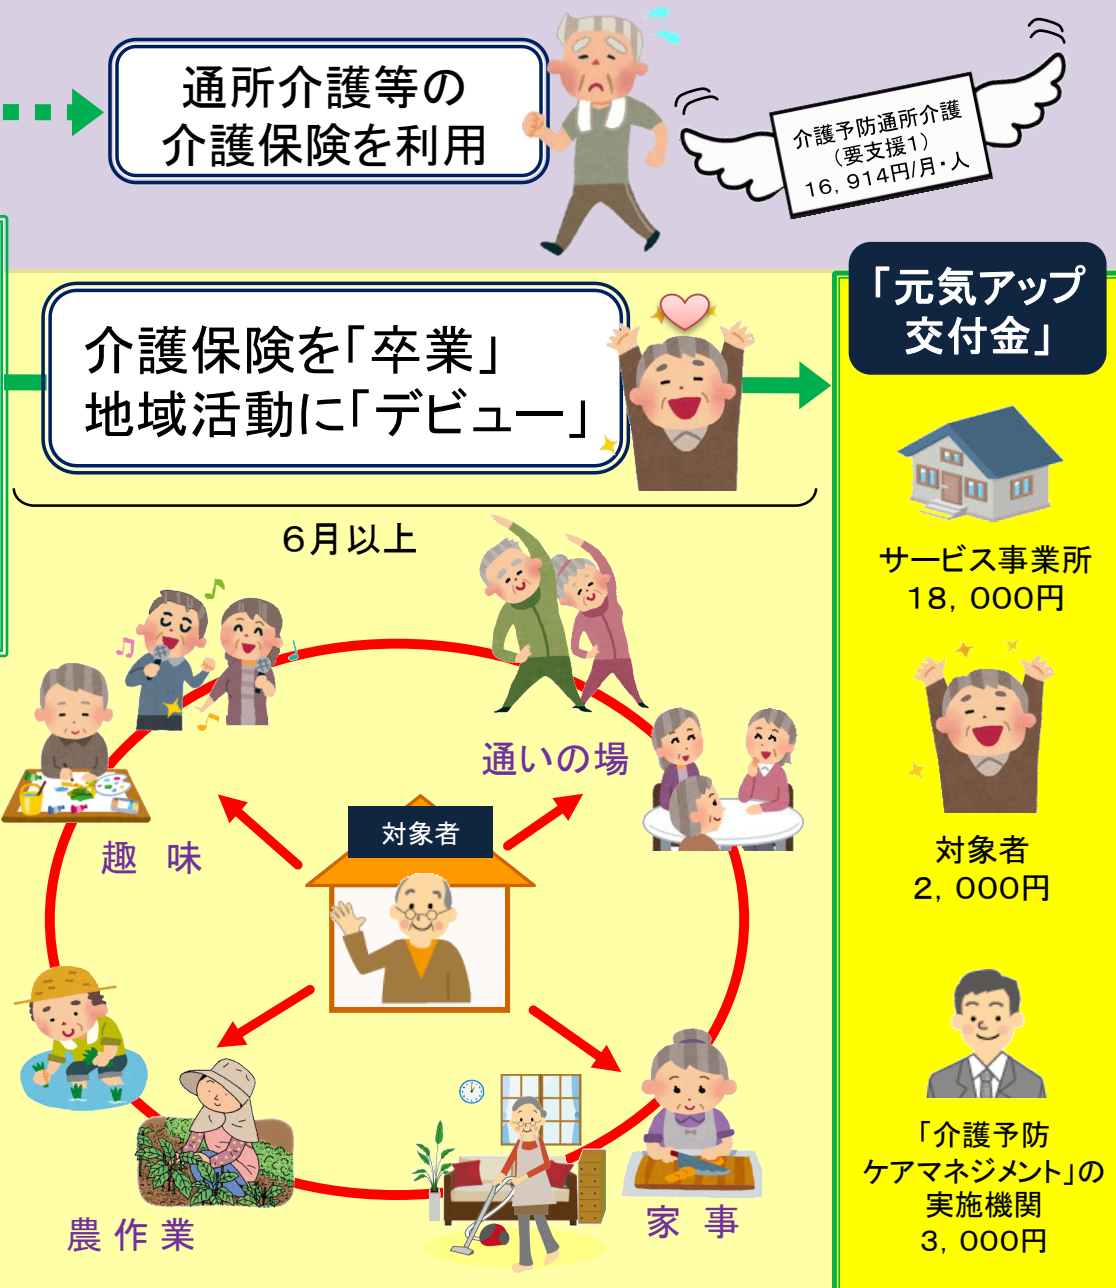 通所介護等の
介護保険を利用
介護予防通所介護
（要支援1）
16，914円/月・人
介護保険を「卒業」
地域活動に「デビュー」
6月以上
趣 味
通いの場
対象者
農 作 業
家 事
「元気アップ
交付金」
サービス事業所
18，000円
対象者
2，000円
「介護予防
ケアマネジメント」の
実施機関
3，000円